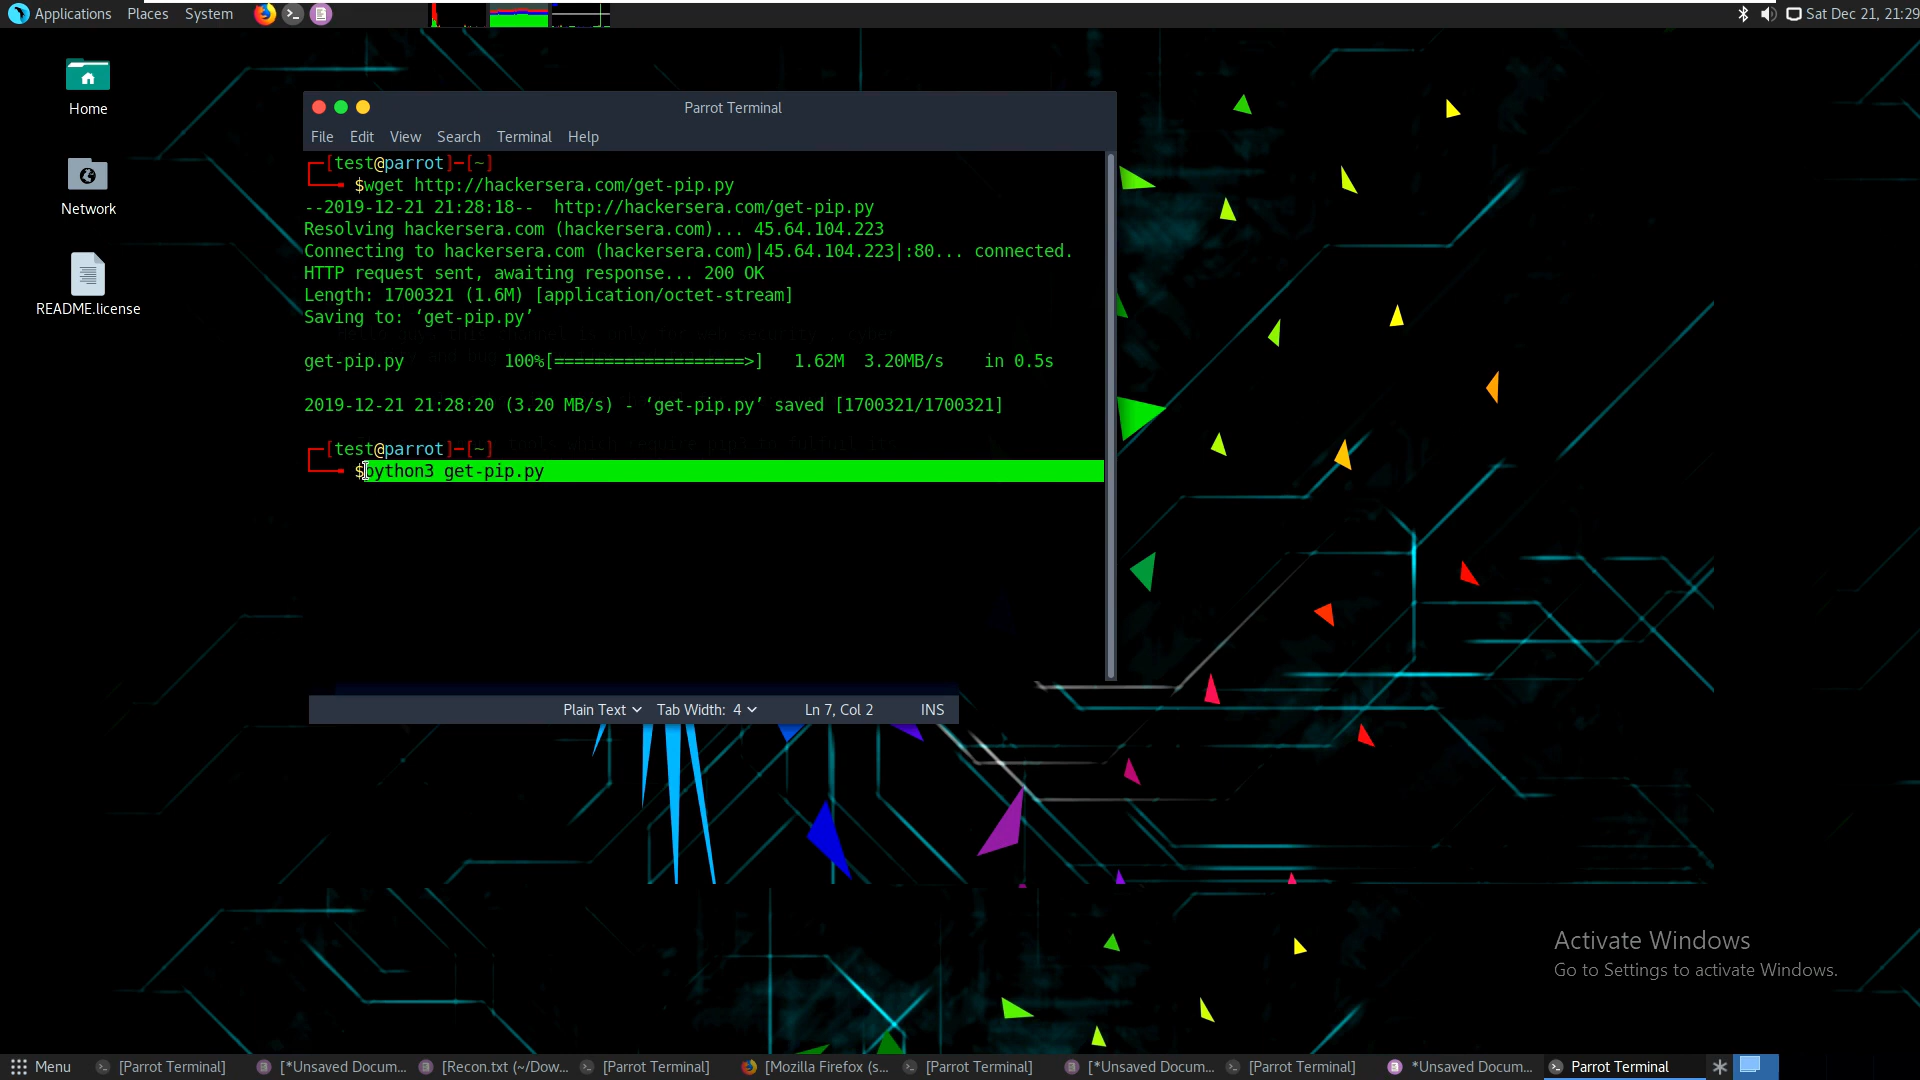 Applications Places System
Sat Dec 21, 21:29
Home
Network
README.license
Parrot Terminal
File Edit View Search Terminal Help
[test@parrot]-[~]
$wget http://hackersera.com/get-pip.py
--2019-12-21 21:28:18-- http://hackersera.com/get-pip.py
Resolving hackersera.com (hackersera.com)... 45.64.104.223
Connecting to hackersera.com (hackersera.com)|45.64.104.223|:80... connected.
HTTP request sent, awaiting response... 200 OK
Length: 1700321 (1.6M) [application/octet-stream]
Saving to: ‘get-pip.py’
get-pip.py 100%[===================>] 1.62M 3.20MB/s in 0.5s
2019-12-21 21:28:20 (3.20 MB/s) - ‘get-pip.py’ saved [1700321/1700321]
[test@parrot]-[~]
$python3 get-pip.py
Plain Text Tab Width: 4 Ln 7, Col 2 INS
Activate Windows
Go to Settings to activate Windows.
Menu [Parrot Terminal] [*Unsaved Docum... [Recon.txt (~/Dow... [Parrot Terminal] [Mozilla Firefox (s... [Parrot Terminal] [*Unsaved Docum... [Parrot Terminal] *Unsaved Docum... Parrot Terminal